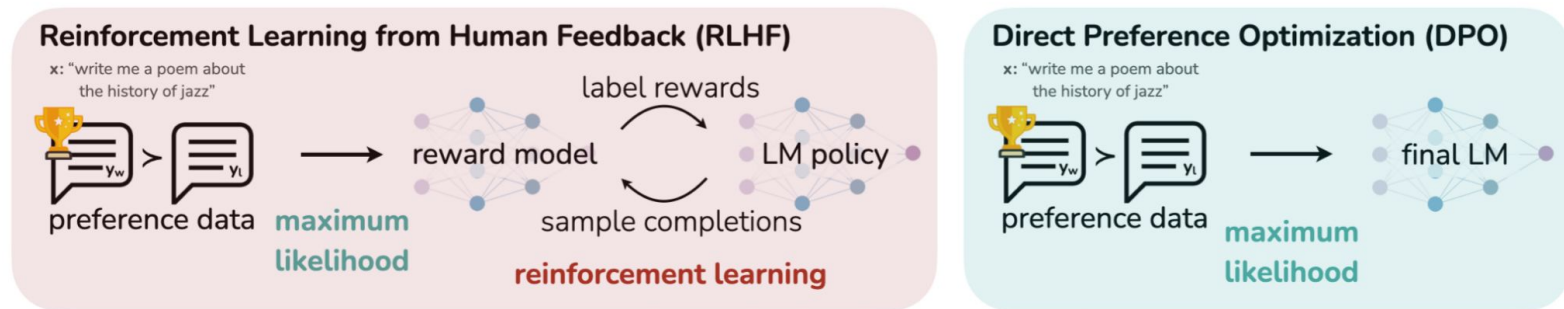 Reinforcement Learning from Human Feedback (RLHF)
x: “write me a poem about
the history of jazz”
label rewards
yw
≻
yl
reward model
LM policy
preference data
maximum
likelihood
sample completions
reinforcement learning
Direct Preference Optimization (DPO)
x: “write me a poem about
the history of jazz”
yw
≻
yl
final LM
preference data
maximum
likelihood